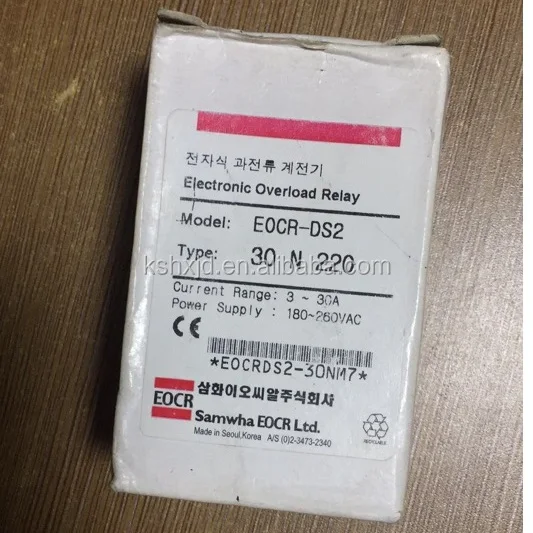 전자식 과전류 계전기
Electronic Overload Relay
Model: EOCR-DS2
Type: 30 N 220
kshxjd.en.alibaba.com
Current Range: 3 ~ 30A
Power Supply : 180~260VAC
CE
*EOCRDS2-30NM7*
EOCR 삼화이오씨알주식회사
Samwha EOCR Ltd.
Made in Seoul,Korea A/S (0)2-3473-2340
RECYCLABLE